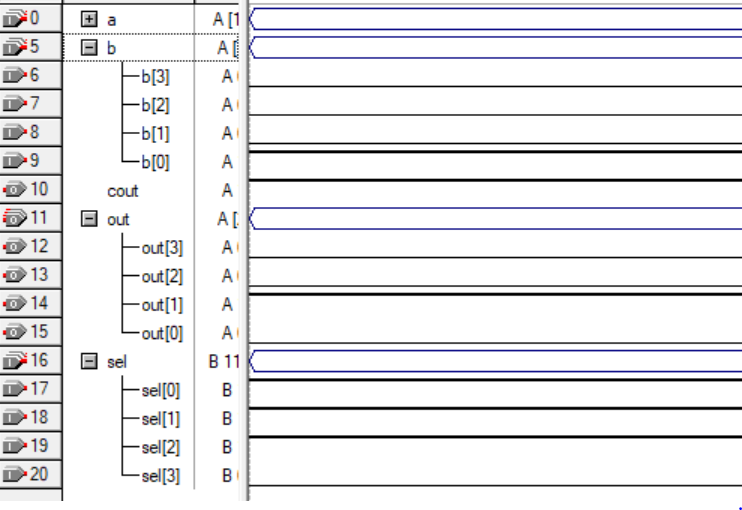 0 a A [1
5 b A [
6 b[3] A
7 b[2] A
8 b[1] A
9 b[0] A
10 cout A
11 out A [.
12 out[3] A
13 out[2] A
14 out[1] A
15 out[0] A
16 sel B 11
17 sel[0] B
18 sel[1] B
19 sel[2] B
20 sel[3] B